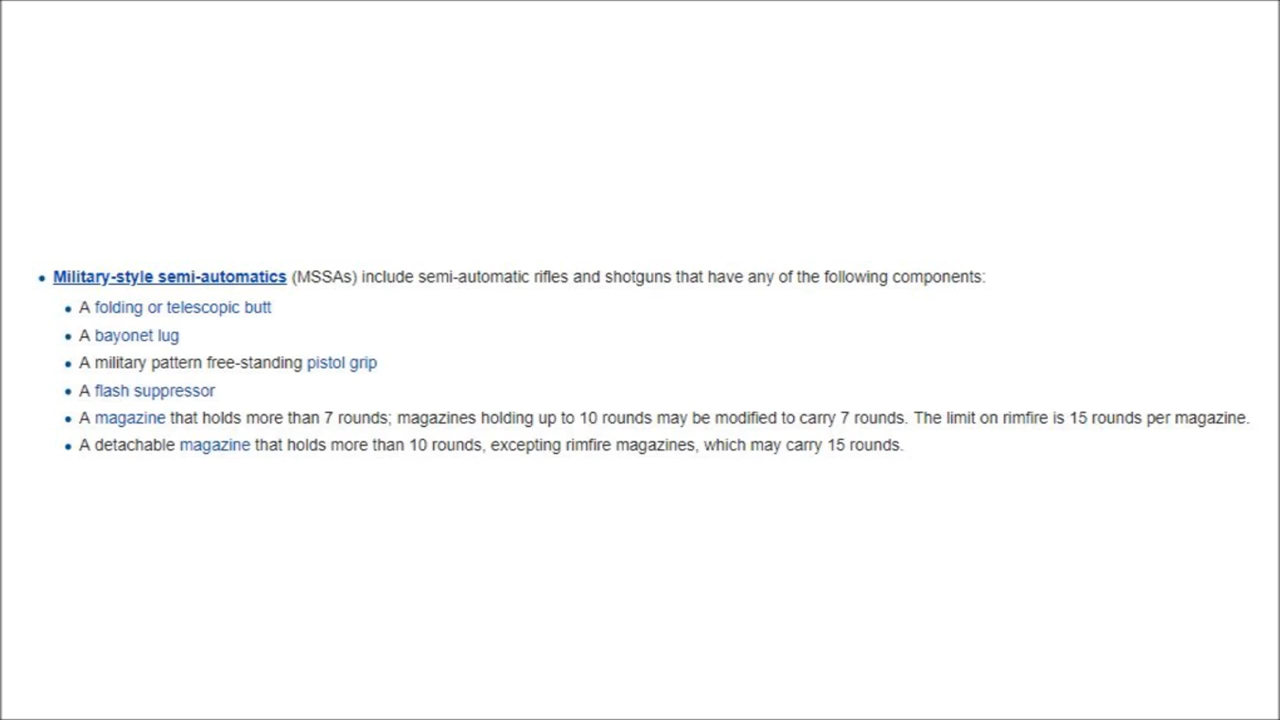 Military-style semi-automatics (MSSAs) include semi-automatic rifles and shotguns that have any of the following components:
A folding or telescopic butt
A bayonet lug
A military pattern free-standing pistol grip
A flash suppressor
A magazine that holds more than 7 rounds; magazines holding up to 10 rounds may be modified to carry 7 rounds. The limit on rimfire is 15 rounds per magazine.
A detachable magazine that holds more than 10 rounds, excepting rimfire magazines, which may carry 15 rounds.